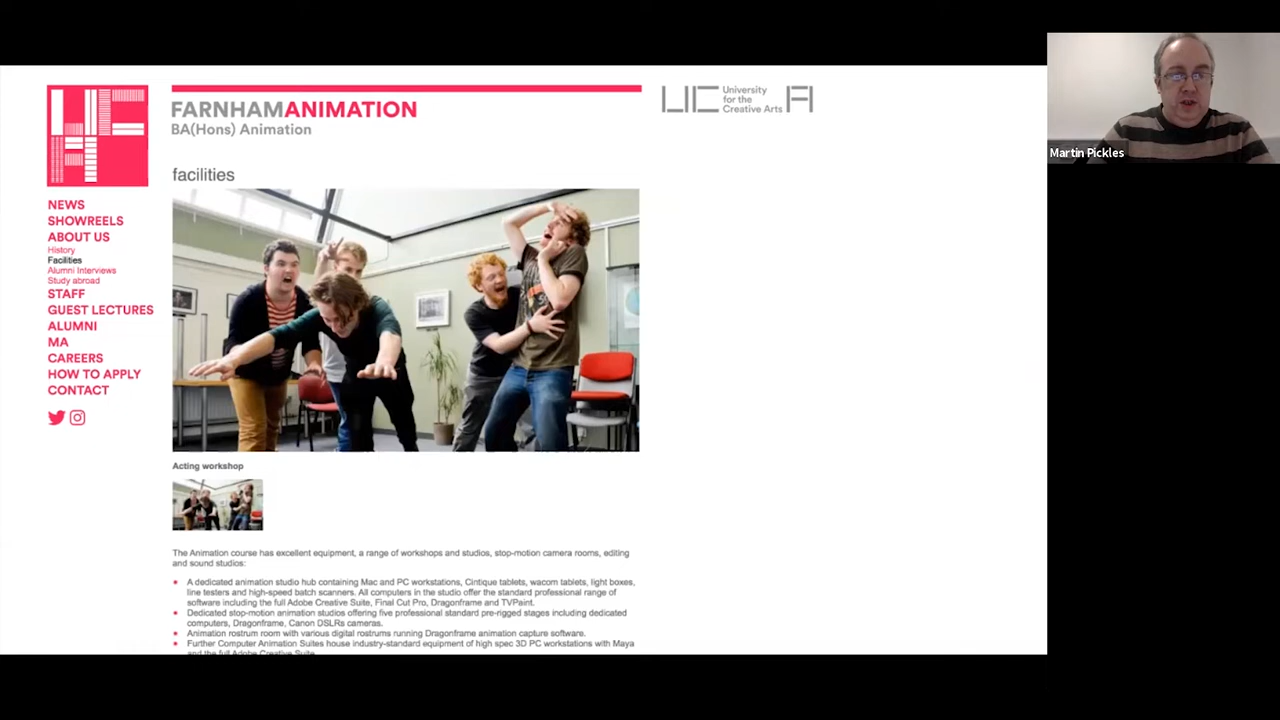 FARNHAMANIMATION
BA(Hons) Animation
University
for the
Creative Arts
Martin Pickles
facilities
NEWS
SHOWREELS
ABOUT US
History
Facilities
Alumni Interviews
Study abroad
STAFF
GUEST LECTURES
ALUMNI
MA
CAREERS
HOW TO APPLY
CONTACT
Acting workshop
The Animation course has excellent equipment, a range of workshops and studios, stop-motion camera rooms, editing
and sound studios:
A dedicated animation studio hub containing Mac and PC workstations, Cintique tablets, wacom tablets, light boxes,
line testers and high-speed batch scanners. All computers in the studio offer the standard professional range of
software including the full Adobe Creative Suite, Final Cut Pro, Dragonframe and TVPaint.
Dedicated stop-motion animation studios offering five professional standard pre-rigged stages including dedicated
computers, Dragonframe, Canon DSLRs cameras.
Animation rostrum room with various digital rostrums running Dragonframe animation capture software.
Further Computer Animation Suites house industry-standard equipment of high spec 3D PC workstations with Maya
and the full Adobe Creative Suite.